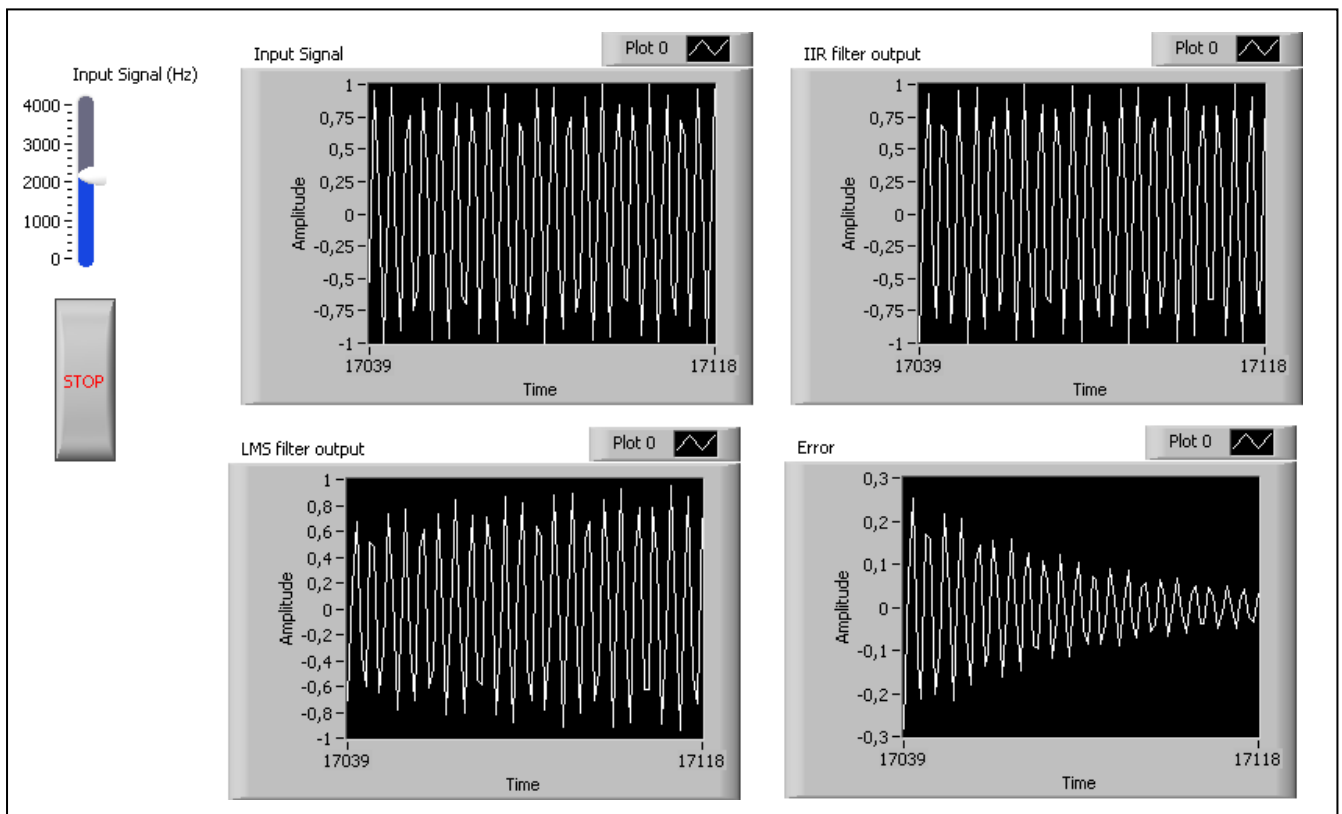 Input Signal (Hz)
4000
3000
2000
1000
0
STOP
Input Signal
Plot 0
Amplitude
1
0,75
0,5
0,25
0
-0,25
-0,5
-0,75
-1
17039
17118
Time
IIR filter output
Plot 0
Amplitude
1
0,75
0,5
0,25
0
-0,25
-0,5
-0,75
-1
17039
17118
Time
LMS filter output
Plot 0
Amplitude
1
0,8
0,6
0,4
0,2
0
-0,2
-0,4
-0,6
-0,8
-1
17039
17118
Time
Error
Plot 0
Amplitude
0,3
0,2
0,1
0
-0,1
-0,2
-0,3
17039
17118
Time